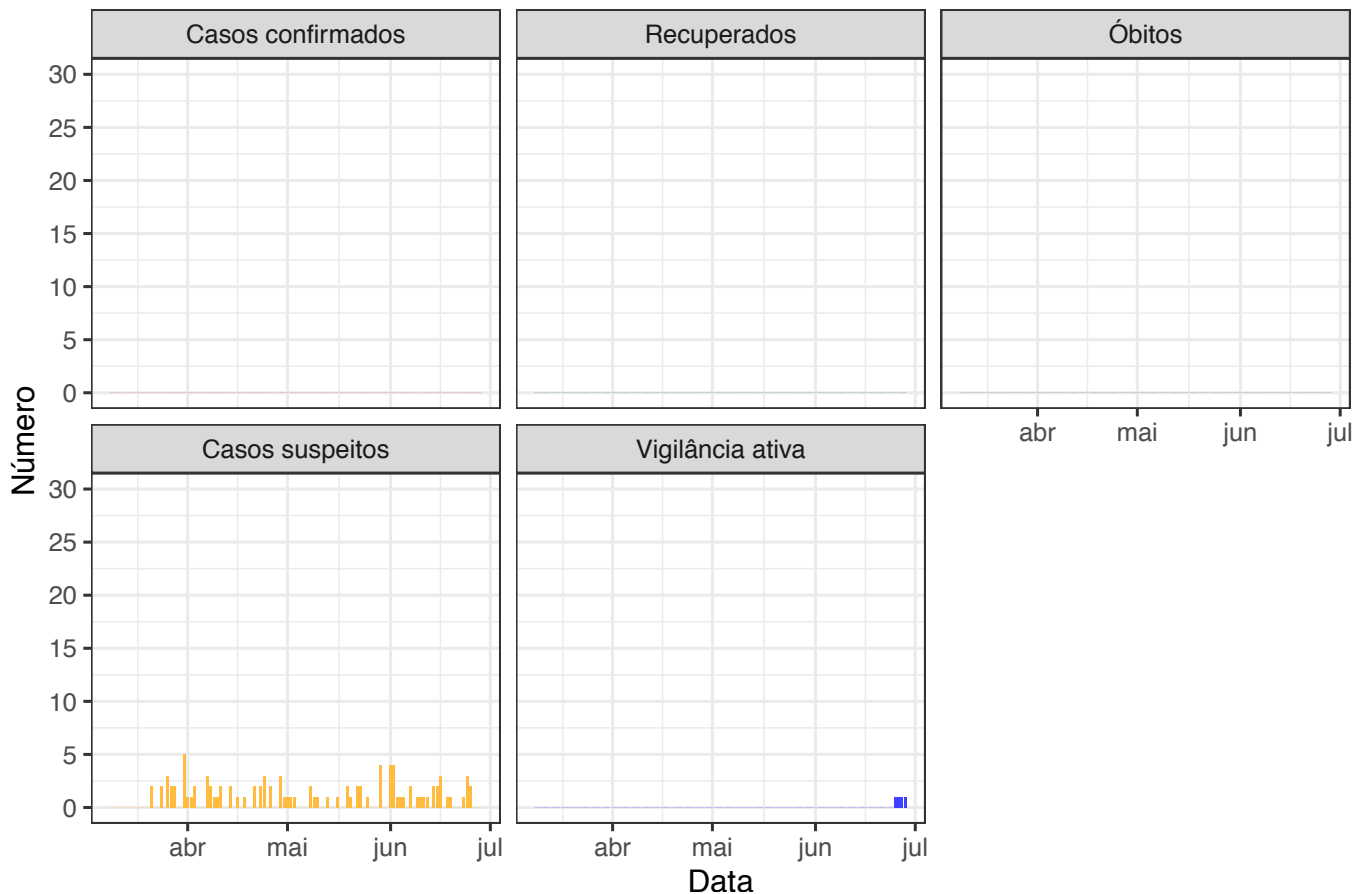 Casos confirmados
Recuperados
Óbitos
30
25
20
15
10
5
0
abr mai jun jul
Casos suspeitos
Vigilância ativa
30
25
20
15
10
5
0
abr mai jun jul
abr mai jun jul
Número
Data